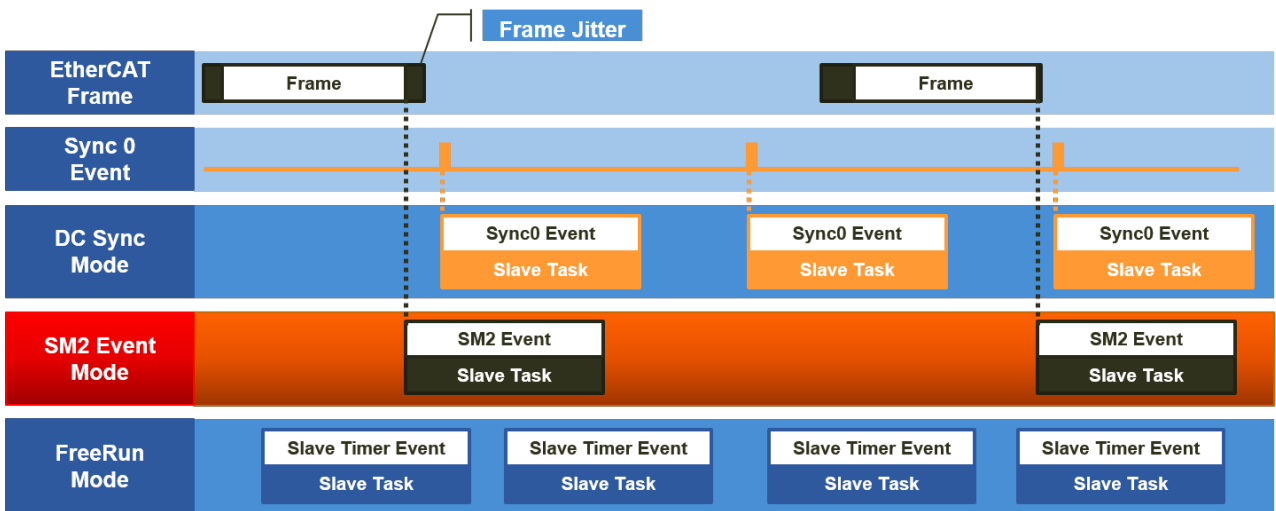 Frame Jitter
EtherCAT
Frame
Frame
Frame
Sync 0
Event
DC Sync
Mode
Sync0 Event
Slave Task
Sync0 Event
Slave Task
Sync0 Event
Slave Task
SM2 Event
Mode
SM2 Event
Slave Task
SM2 Event
Slave Task
FreeRun
Mode
Slave Timer Event
Slave Task
Slave Timer Event
Slave Task
Slave Timer Event
Slave Task
Slave Timer Event
Slave Task